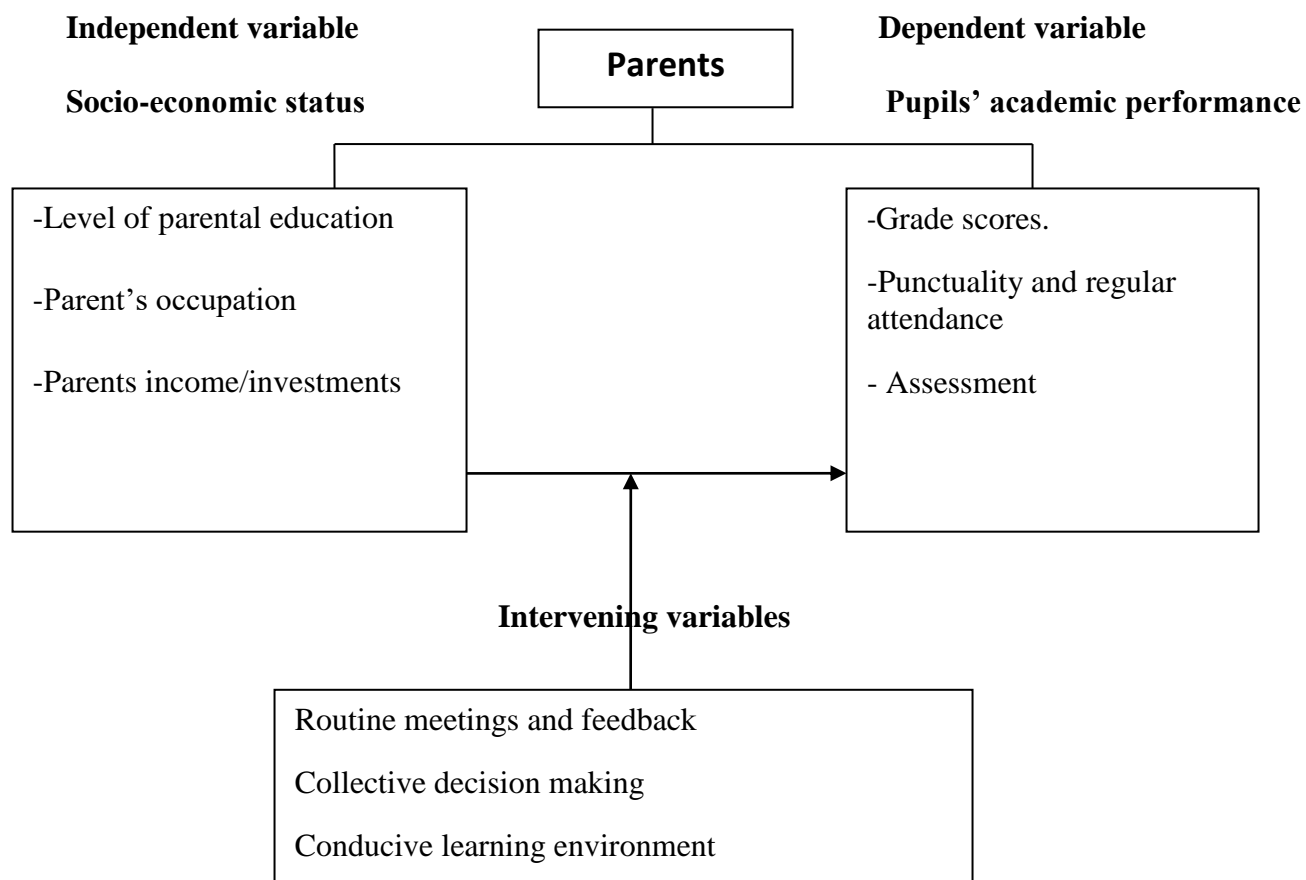 Independent variable
Parents
Dependent variable
Socio-economic status
Pupils’ academic performance
-Level of parental education
-Parent’s occupation
-Parents income/investments
-Grade scores.
-Punctuality and regular
attendance
- Assessment
Intervening variables
Routine meetings and feedback
Collective decision making
Conducive learning environment